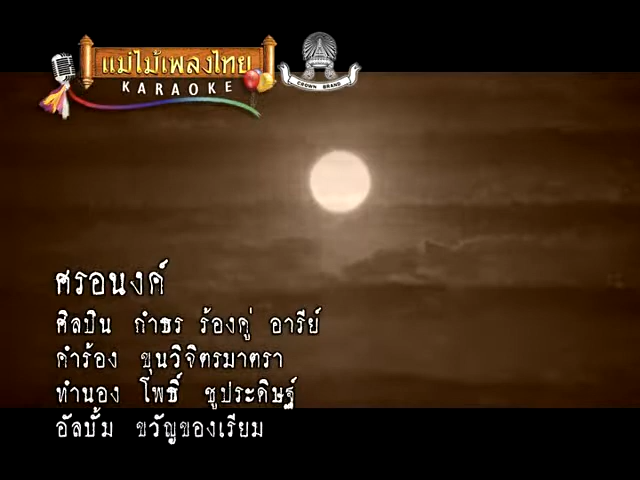 แม่ไม้เพลงไทย
KARAOKE
CROWN BRAND
ศรอนงค์
ศิลปิน กำธร ร้องคู่ อารีย์
คำร้อง ขุนวิจิตรมาตรา
ทำนอง โพธิ์ ชูประดิษฐ์
อัลบั้ม ขวัญของเรียม